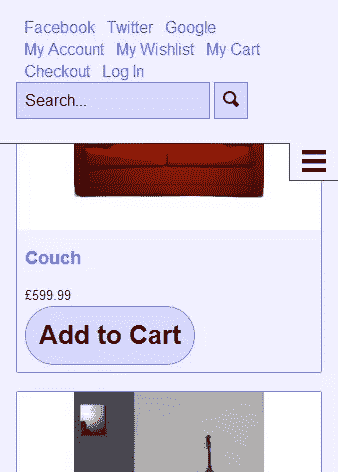 Facebook Twitter Google
My Account My Wishlist My Cart
Checkout Log In
Search...
Couch
£599.99
Add to Cart